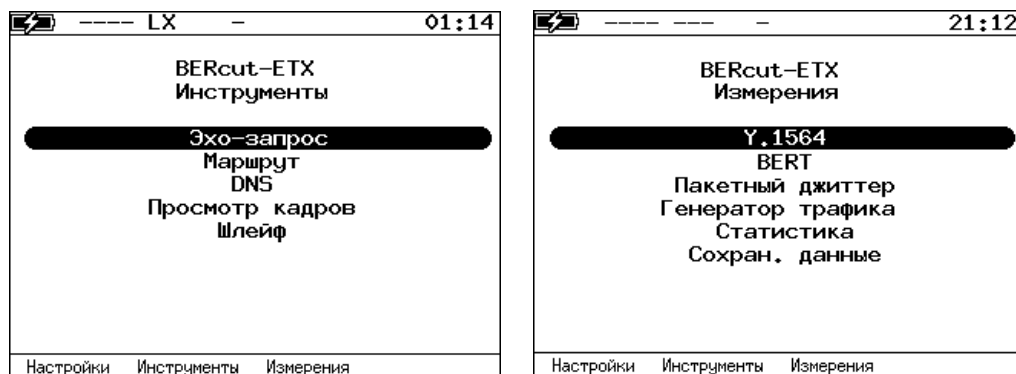 ---- LX – 01:14
BERcut-ETX
Инструменты
Эхо-запрос
Маршрут
DNS
Просмотр кадров
Шлейф
Настройки Инструменты Измерения
---- --- – 21:12
BERcut-ETX
Измерения
Y.1564
BERT
Пакетный джиттер
Генератор трафика
Статистика
Сохран. данные
Настройки Инструменты Измерения